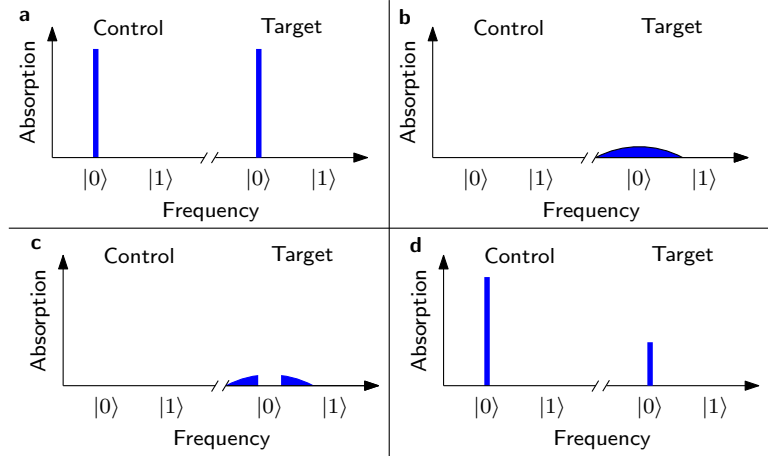 a
Control Target
Absorption
|0⟩ |1⟩ |0⟩ |1⟩
Frequency
b
Control Target
Absorption
|0⟩ |1⟩ |0⟩ |1⟩
Frequency
c
Control Target
Absorption
|0⟩ |1⟩ |0⟩ |1⟩
Frequency
d
Control Target
Absorption
|0⟩ |1⟩ |0⟩ |1⟩
Frequency